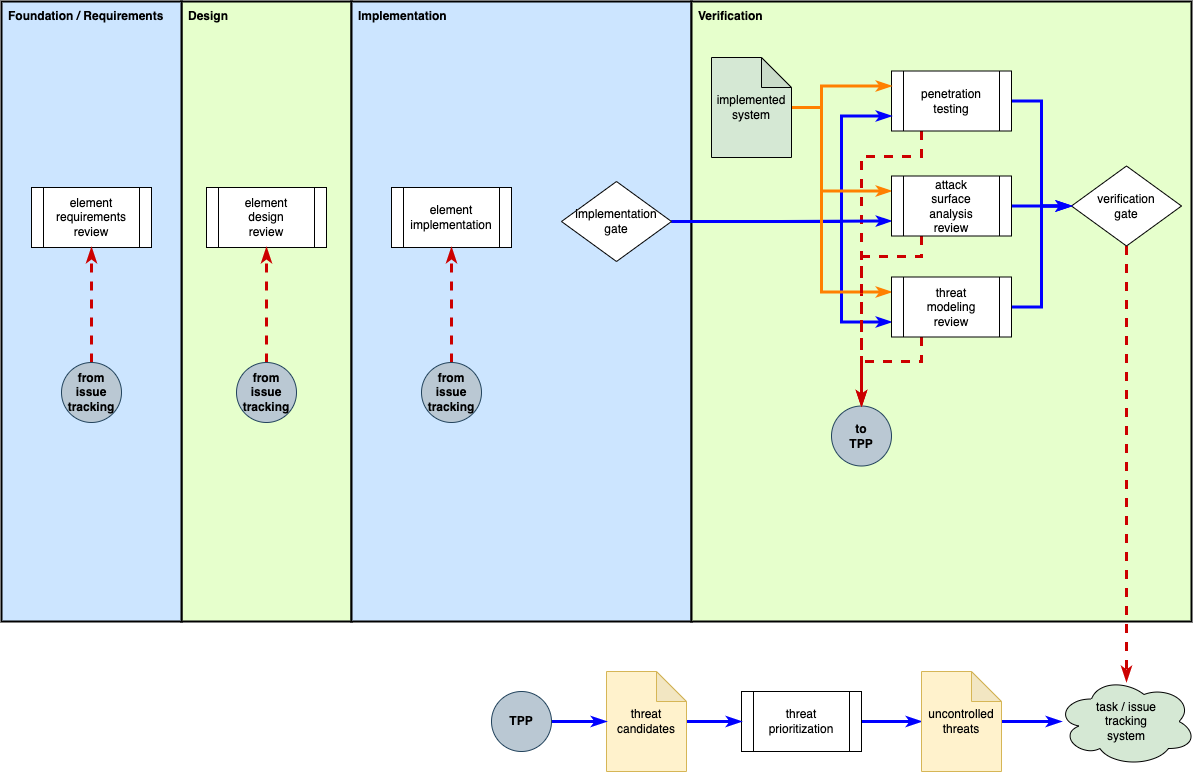 Foundation / Requirements
Design
Implementation
Verification
implemented
system
penetration
testing
element
requirements
review
element
design
review
element
implementation
implementation
gate
attack
surface
analysis
review
verification
gate
threat
modeling
review
from
issue
tracking
from
issue
tracking
from
issue
tracking
to
TPP
TPP
threat
candidates
threat
prioritization
uncontrolled
threats
task / issue
tracking
system